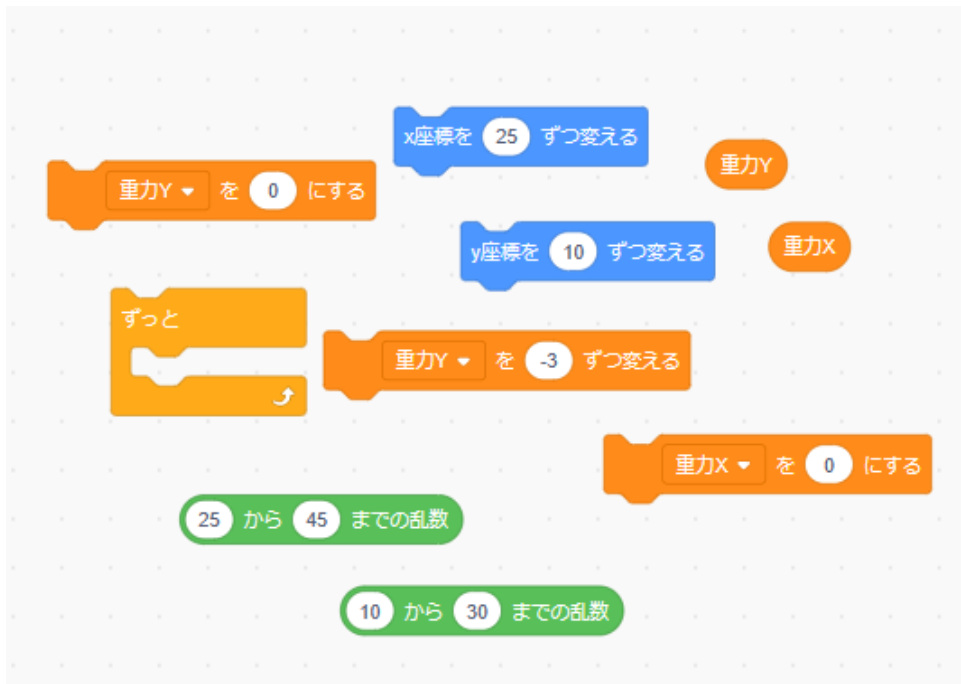 x座標を 25 ずつ変える
重力Y
重力Y を 0 にする
y座標を 10 ずつ変える
重力X
ずっと
重力Y を -3 ずつ変える
重力X を 0 にする
25 から 45 までの乱数
10 から 30 までの乱数